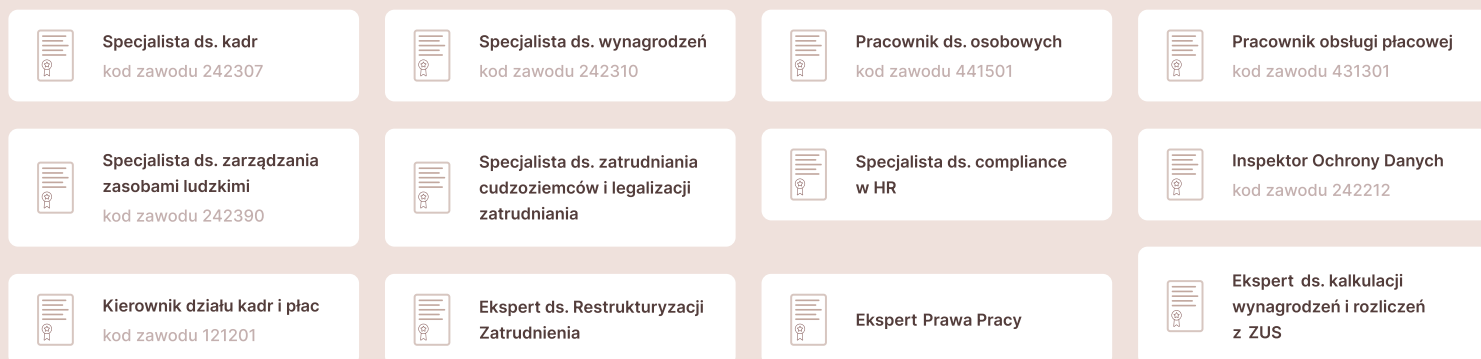 Specjalista ds. kadr
kod zawodu 242307
Specjalista ds. wynagrodzeń
kod zawodu 242310
Pracownik ds. osobowych
kod zawodu 441501
Pracownik obsługi płacowej
kod zawodu 431301
Specjalista ds. zarządzania
zasobami ludzkimi
kod zawodu 242390
Specjalista ds. zatrudniania
cudzoziemców i legalizacji
zatrudniania
Specjalista ds. compliance
w HR
Inspektor Ochrony Danych
kod zawodu 242212
Kierownik działu kadr i płac
kod zawodu 121201
Ekspert ds. Restrukturyzacji
Zatrudnienia
Ekspert Prawa Pracy
Ekspert ds. kalkulacji
wynagrodzeń i rozliczeń
z ZUS